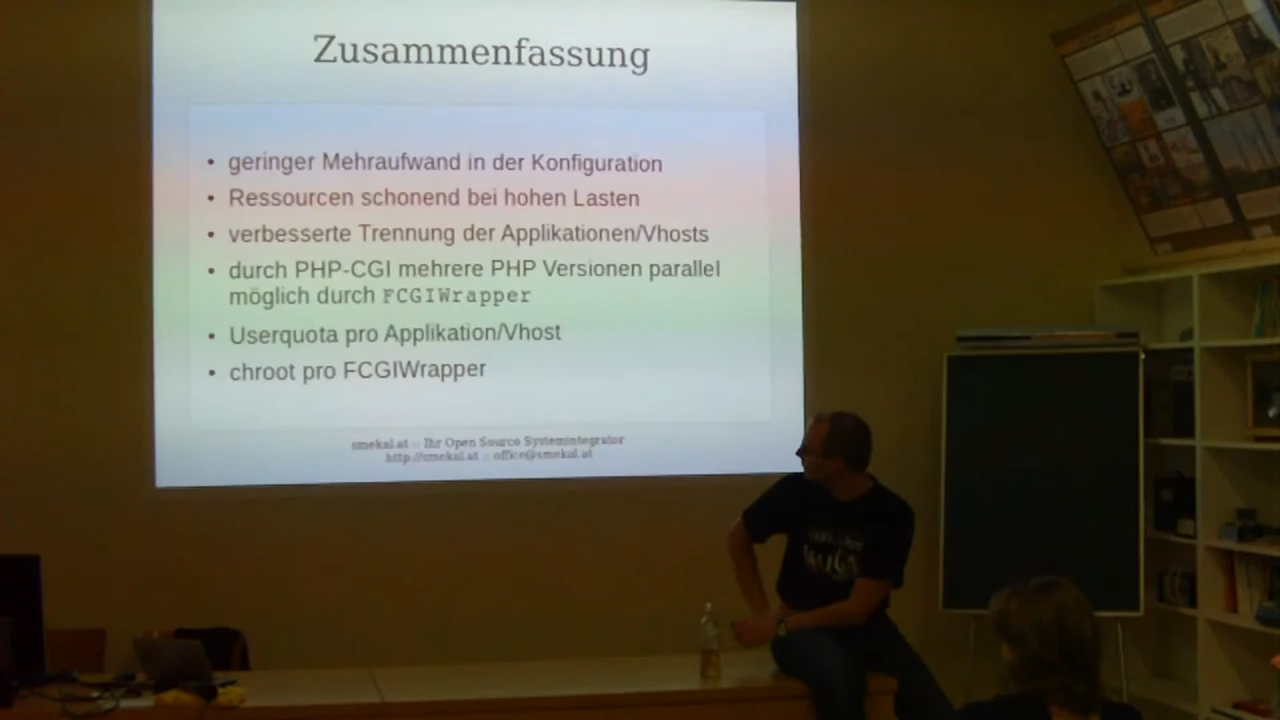 Zusammenfassung
• geringer Mehraufwand in der Konfiguration
• Ressourcen schonend bei hohen Lasten
• verbesserte Trennung der Applikationen/Vhosts
• durch PHP-CGI mehrere PHP Versionen parallel
möglich durch FCGIWrapper
• Userquota pro Applikation/Vhost
• chroot pro FCGIWrapper
smekal.at :: Ihr Open Source Systemintegrator
http://smekal.at :: office@smekal.at